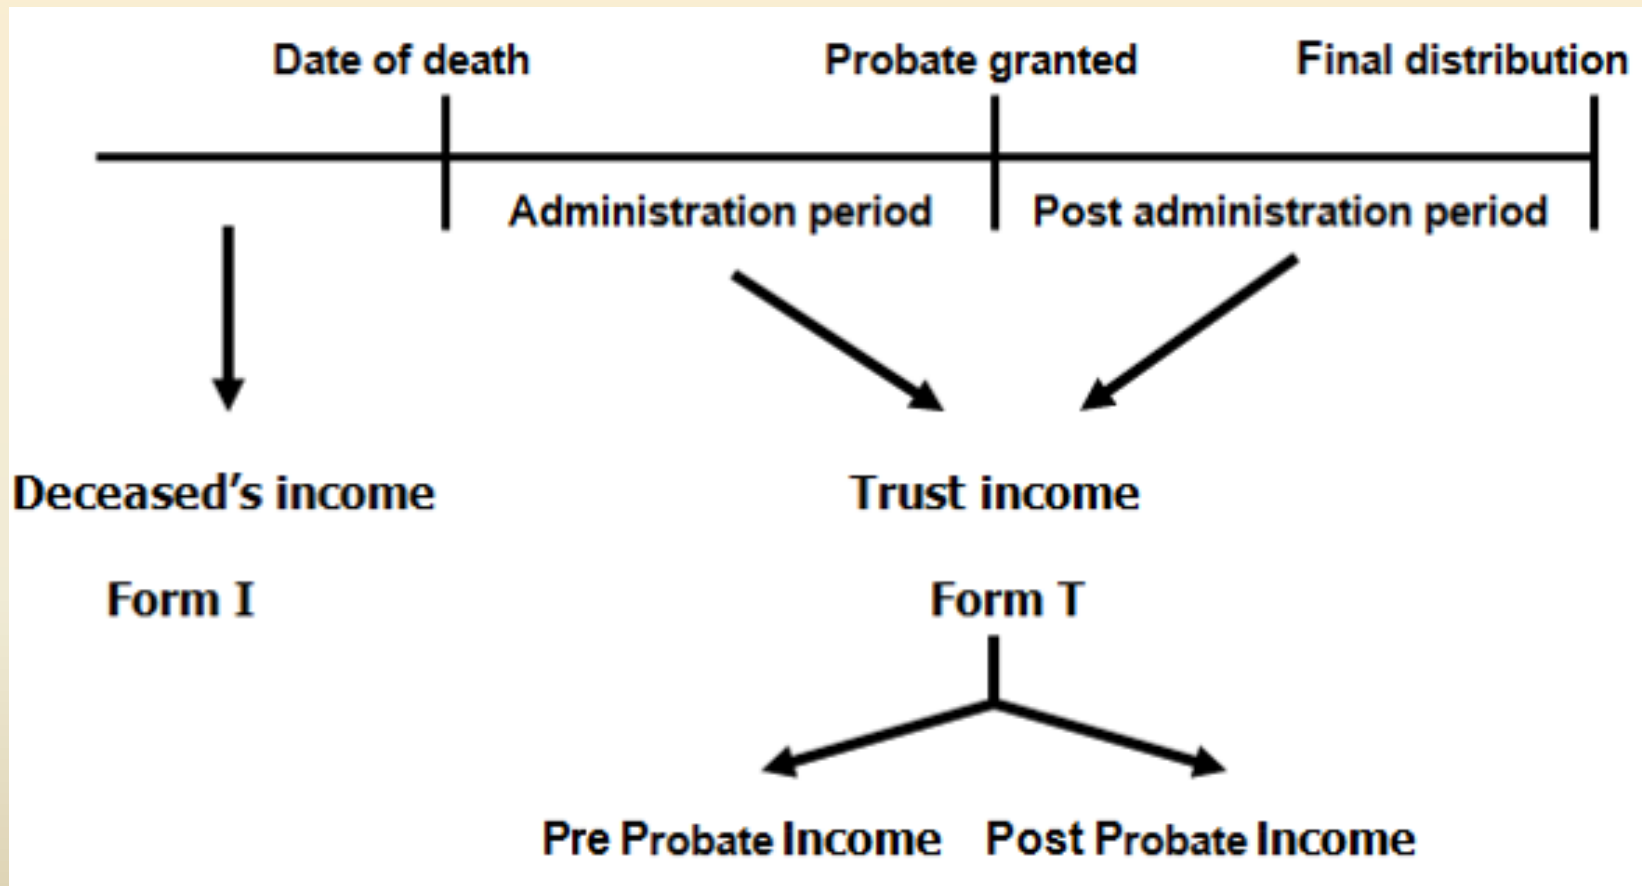 Date of death Probate granted Final distribution
Administration period Post administration period
Deceased's income Trust income
Form I Form T
Pre Probate Income Post Probate Income